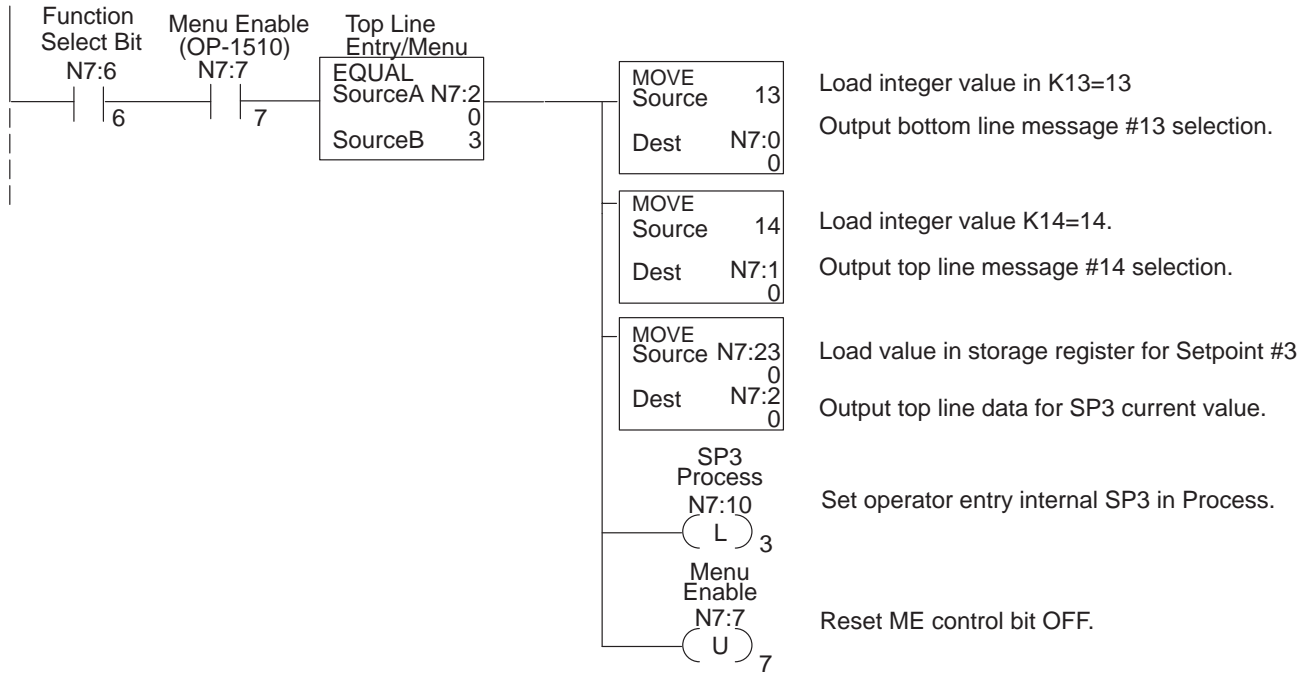 Function
Select Bit
N7:6
6
Menu Enable
(OP-1510)
N7:7
7
Top Line
Entry/Menu
EQUAL
SourceA N7:2
0
SourceB 3
MOVE
Source 13
Dest N7:0
0
Load integer value in K13=13
Output bottom line message #13 selection.
MOVE
Source 14
Dest N7:1
0
Load integer value K14=14.
Output top line message #14 selection.
MOVE
Source N7:23
0
Dest N7:2
0
Load value in storage register for Setpoint #3
Output top line data for SP3 current value.
SP3
Process
N7:10
L
3
Set operator entry internal SP3 in Process.
Menu
Enable
N7:7
U
7
Reset ME control bit OFF.